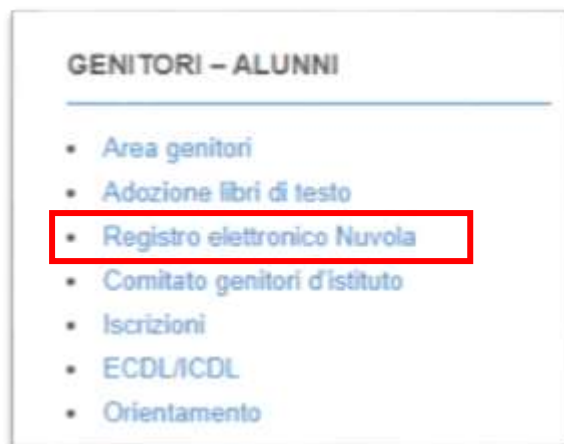 GENITORI – ALUNNI
• Area genitori
• Adozione libri di testo
• Registro elettronico Nuvola
• Comitato genitori d'istituto
• Iscrizioni
• ECDL/ICDL
• Orientamento